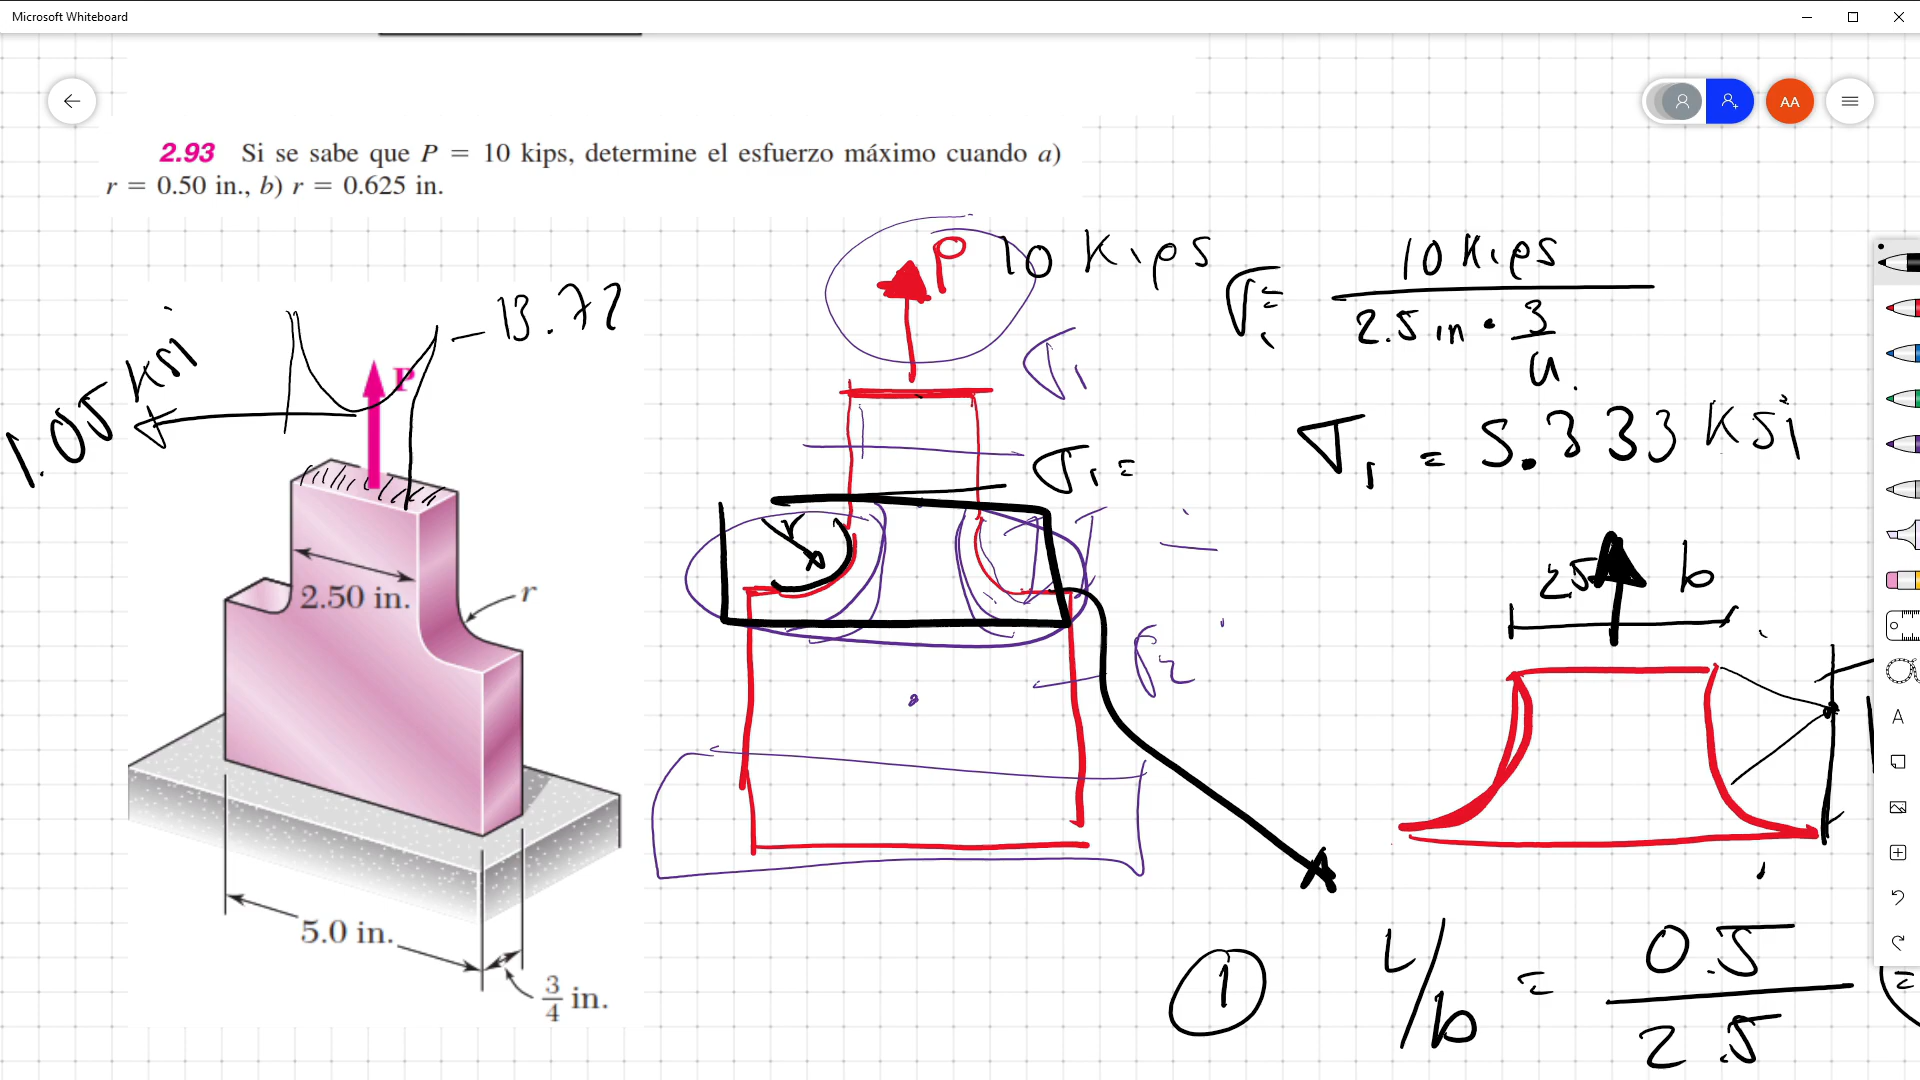 Microsoft Whiteboard
AA
2.93 Si se sabe que P = 10 kips, determine el esfuerzo máximo cuando a)
r = 0.50 in., b) r = 0.625 in.
P 10 Kips
σ₁ = 10 Kips
2.5 in · 3
4
σ₁ = 5.333 Ksi
σ₁
σ₁ =
13.72
1.05 Ksi
P
r
2.50 in.
r
σ₂
2.5
b
5.0 in.
3/4 in.
1
r/b = 0.5
2.5
=
A